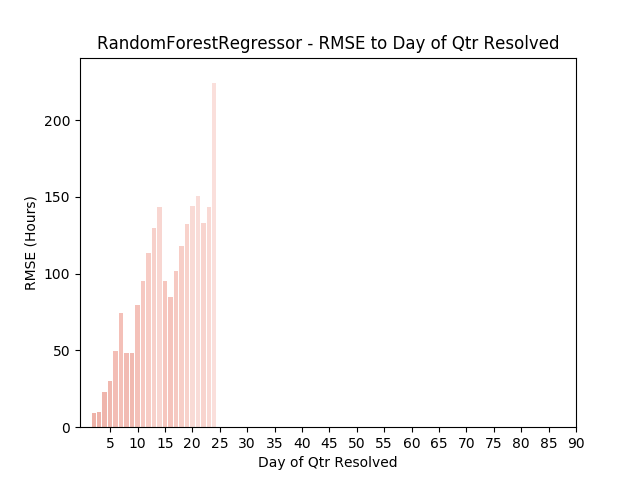 RandomForestRegressor - RMSE to Day of Qtr Resolved
200
150
100
50
0
RMSE (Hours)
5 10 15 20 25 30 35 40 45 50 55 60 65 70 75 80 85 90
Day of Qtr Resolved